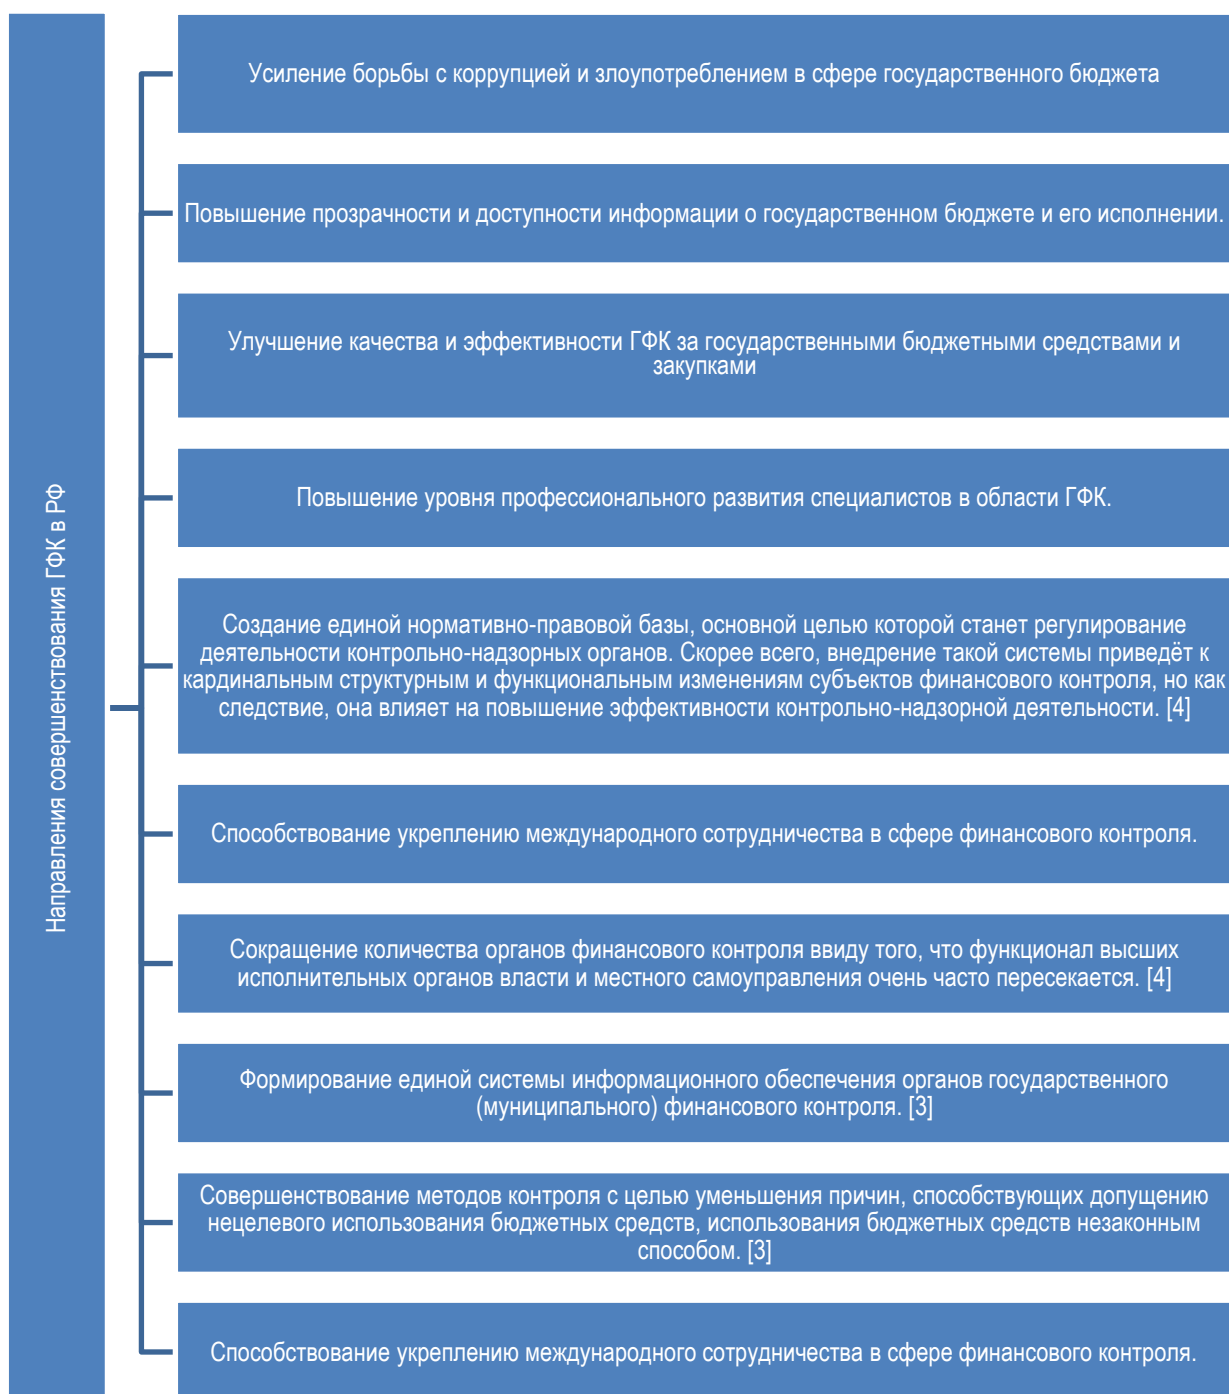 Направления совершенствования ГФК в РФ
Усиление борьбы с коррупцией и злоупотреблением в сфере государственного бюджета
Повышение прозрачности и доступности информации о государственном бюджете и его исполнении.
Улучшение качества и эффективности ГФК за государственными бюджетными средствами и
закупками
Повышение уровня профессионального развития специалистов в области ГФК.
Создание единой нормативно-правовой базы, основной целью которой станет регулирование
деятельности контрольно-надзорных органов. Скорее всего, внедрение такой системы приведёт к
кардинальным структурным и функциональным изменениям субъектов финансового контроля, но как
следствие, она влияет на повышение эффективности контрольно-надзорной деятельности. [4]
Способствование укреплению международного сотрудничества в сфере финансового контроля.
Сокращение количества органов финансового контроля ввиду того, что функционал высших
исполнительных органов власти и местного самоуправления очень часто пересекается. [4]
Формирование единой системы информационного обеспечения органов государственного
(муниципального) финансового контроля. [3]
Совершенствование методов контроля с целью уменьшения причин, способствующих допущению
нецелевого использования бюджетных средств, использования бюджетных средств незаконным
способом. [3]
Способствование укреплению международного сотрудничества в сфере финансового контроля.